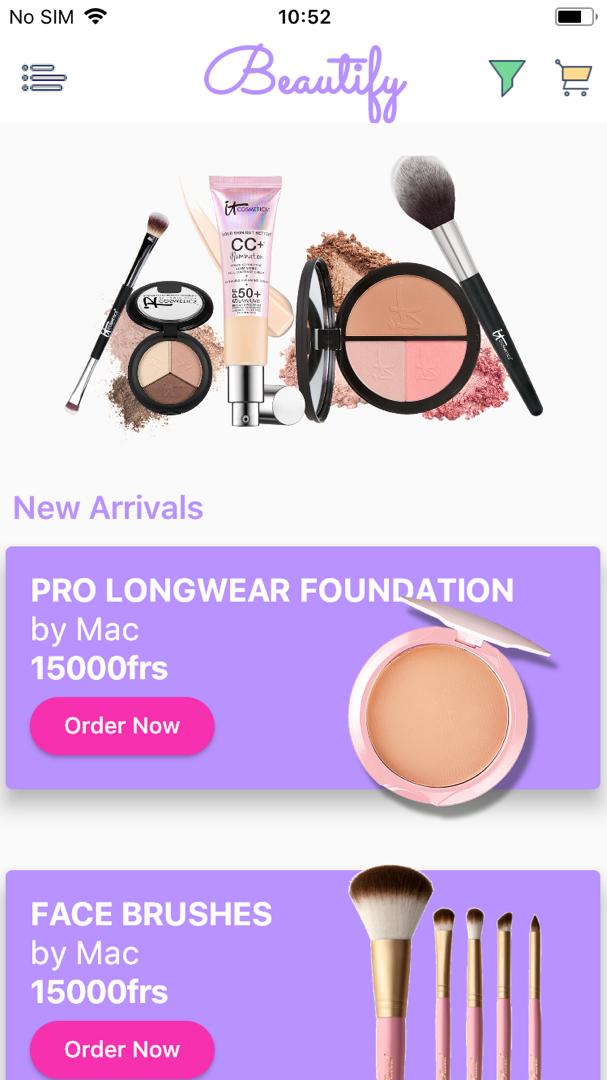 No SIM 10:52
Beautify
it COSMETICS
CC+
illumination
SPF 50+
COSMETICS
New Arrivals
PRO LONGWEAR FOUNDATION
by Mac
15000frs
Order Now
FACE BRUSHES
by Mac
15000frs
Order Now